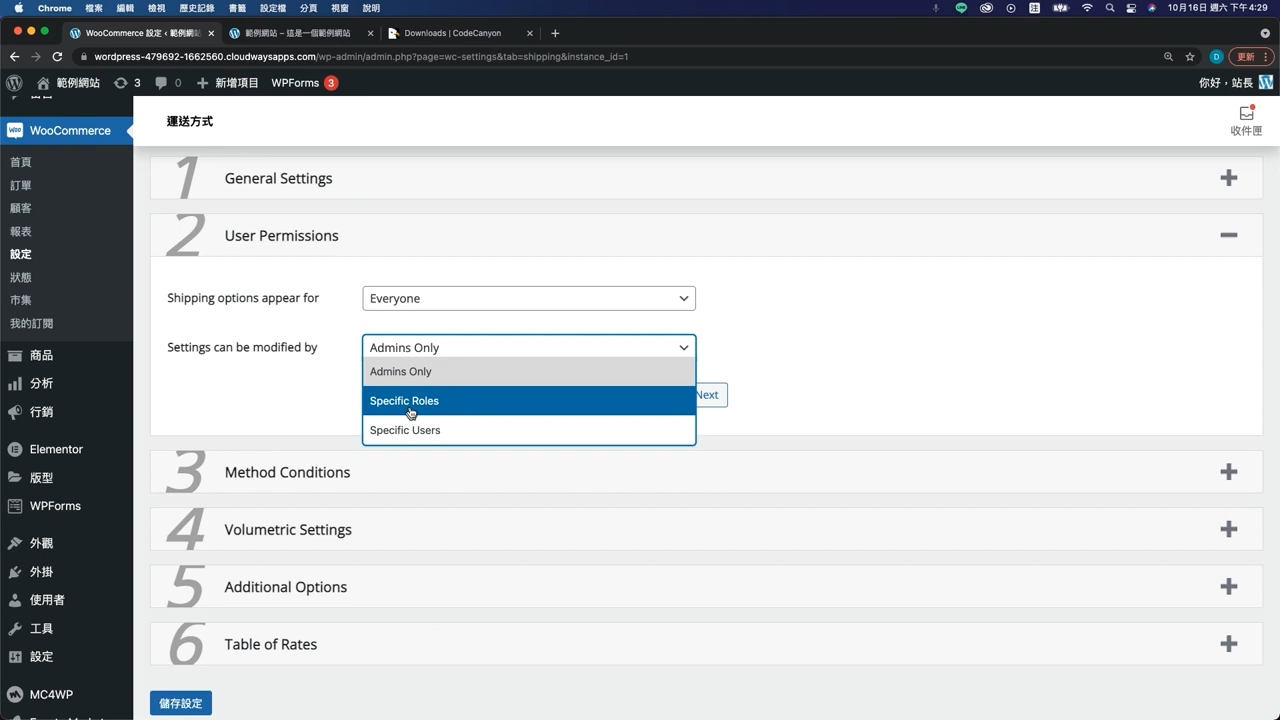 Chrome 檔案 編輯 檢視 歷史記錄 書籤 設定檔 分頁 視窗 說明 10月16日 週六 下午4:29
WooCommerce 設定 ‹ 範例網站
範例網站 – 這是一個範例網站
Downloads | CodeCanyon
wordpress-479692-1662560.cloudwaysapps.com/wp-admin/admin.php?page=wc-settings&tab=shipping&instance_id=1
D 更新
範例網站 3 0 新增項目 WPForms 3 你好，站長
WooCommerce
首頁
訂單
顧客
報表
設定
狀態
市集
我的訂閱
商品
分析
行銷
Elementor
版型
WPForms
外觀
外掛
使用者
工具
設定
MC4WP
運送方式
收件匣
1 General Settings
2 User Permissions
Shipping options appear for Everyone
Settings can be modified by Admins Only
Admins Only
Specific Roles
Specific Users
Next
3 Method Conditions
4 Volumetric Settings
5 Additional Options
6 Table of Rates
儲存設定